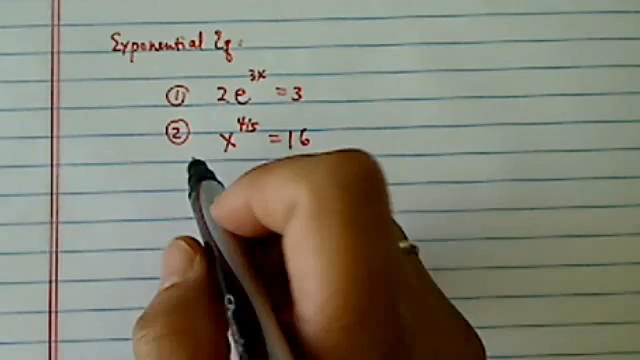 Exponential Eq:
① 2e^{3x} = 3
② x^{4/5} = 16